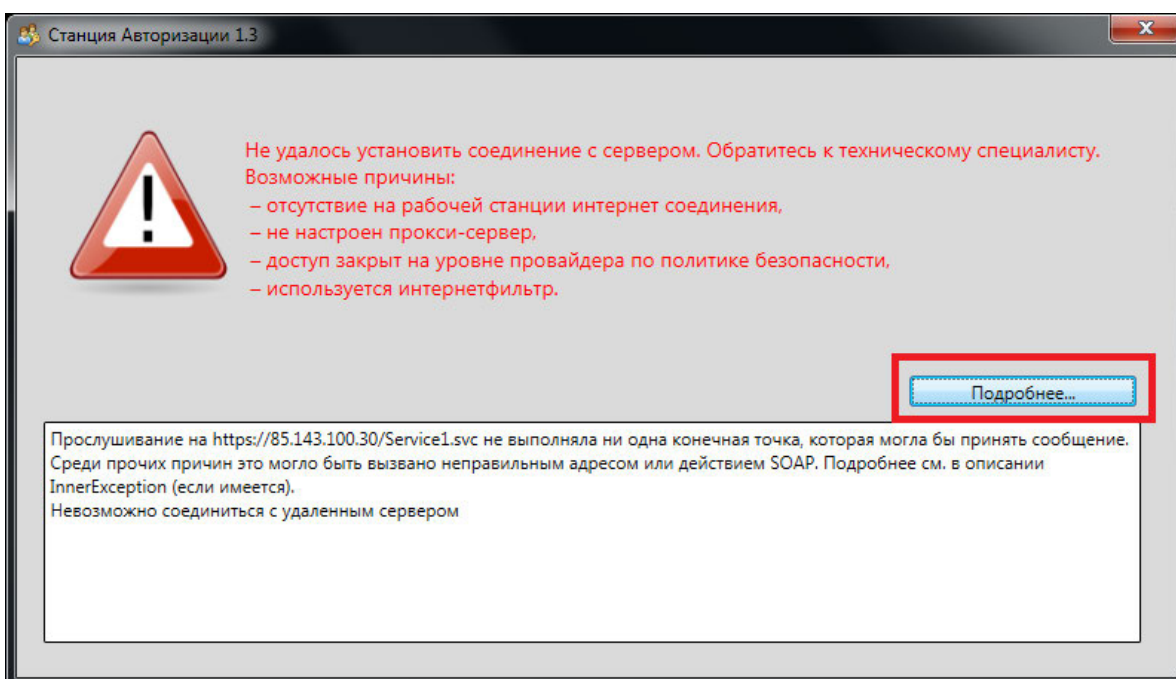 Станция Авторизации 1.3
Не удалось установить соединение с сервером. Обратитесь к техническому специалисту.
Возможные причины:
– отсутствие на рабочей станции интернет соединения,
– не настроен прокси-сервер,
– доступ закрыт на уровне провайдера по политике безопасности,
– используется интернетфильтр.
Подробнее...
Прослушивание на https://85.143.100.30/Service1.svc не выполняла ни одна конечная точка, которая могла бы принять сообщение.
Среди прочих причин это могло быть вызвано неправильным адресом или действием SOAP. Подробнее см. в описании
InnerException (если имеется).
Невозможно соединиться с удаленным сервером